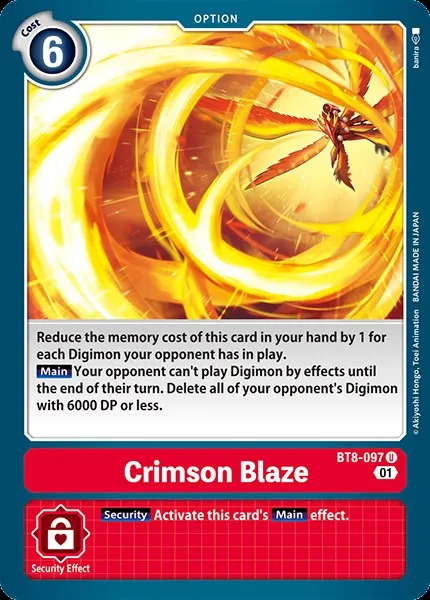 OPTION
Cost
6
banira
Reduce the memory cost of this card in your hand by 1 for
each Digimon your opponent has in play.
Main Your opponent can't play Digimon by effects until
the end of their turn. Delete all of your opponent's Digimon
with 6000 DP or less.
©Akiyoshi Hongo, Toei Animation BANDAI MADE IN JAPAN
BT8-097 U
Crimson Blaze
01
Security Activate this card's Main effect.
Security Effect